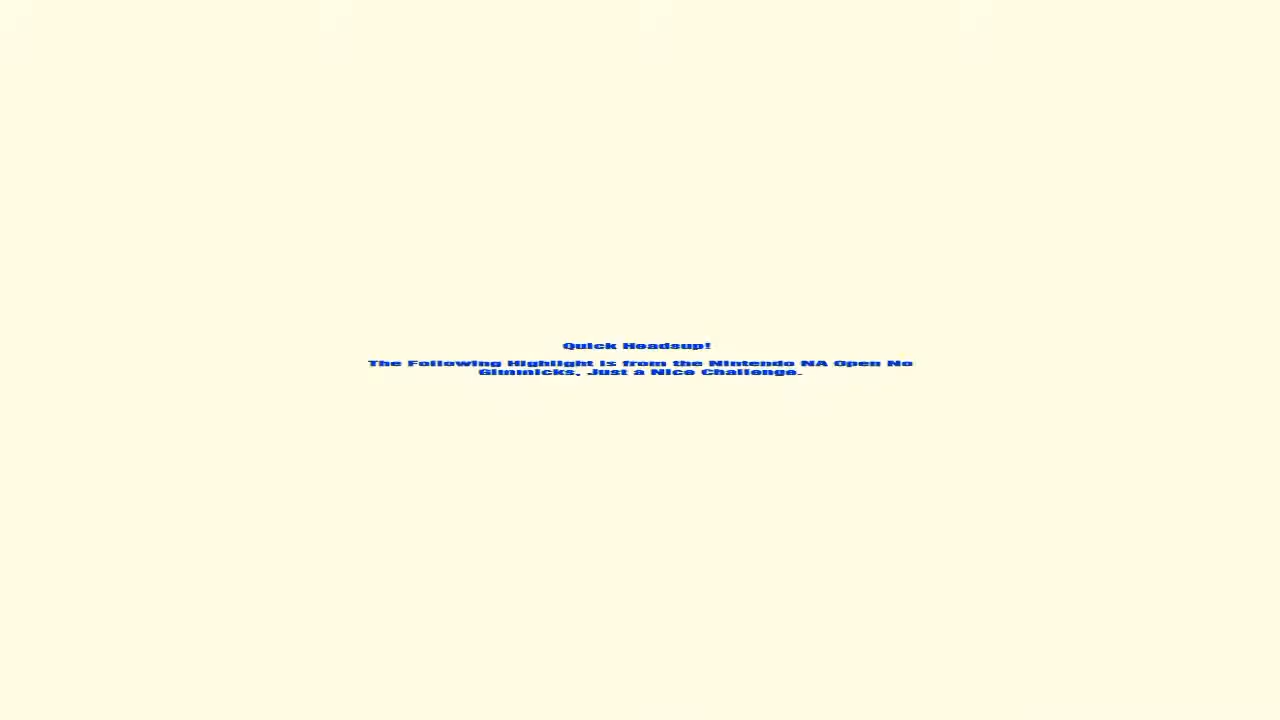 Quick Headsup!
The Following Highlight is from the Nintendo NA Open No
Gimmicks, Just a Nice Challenge.